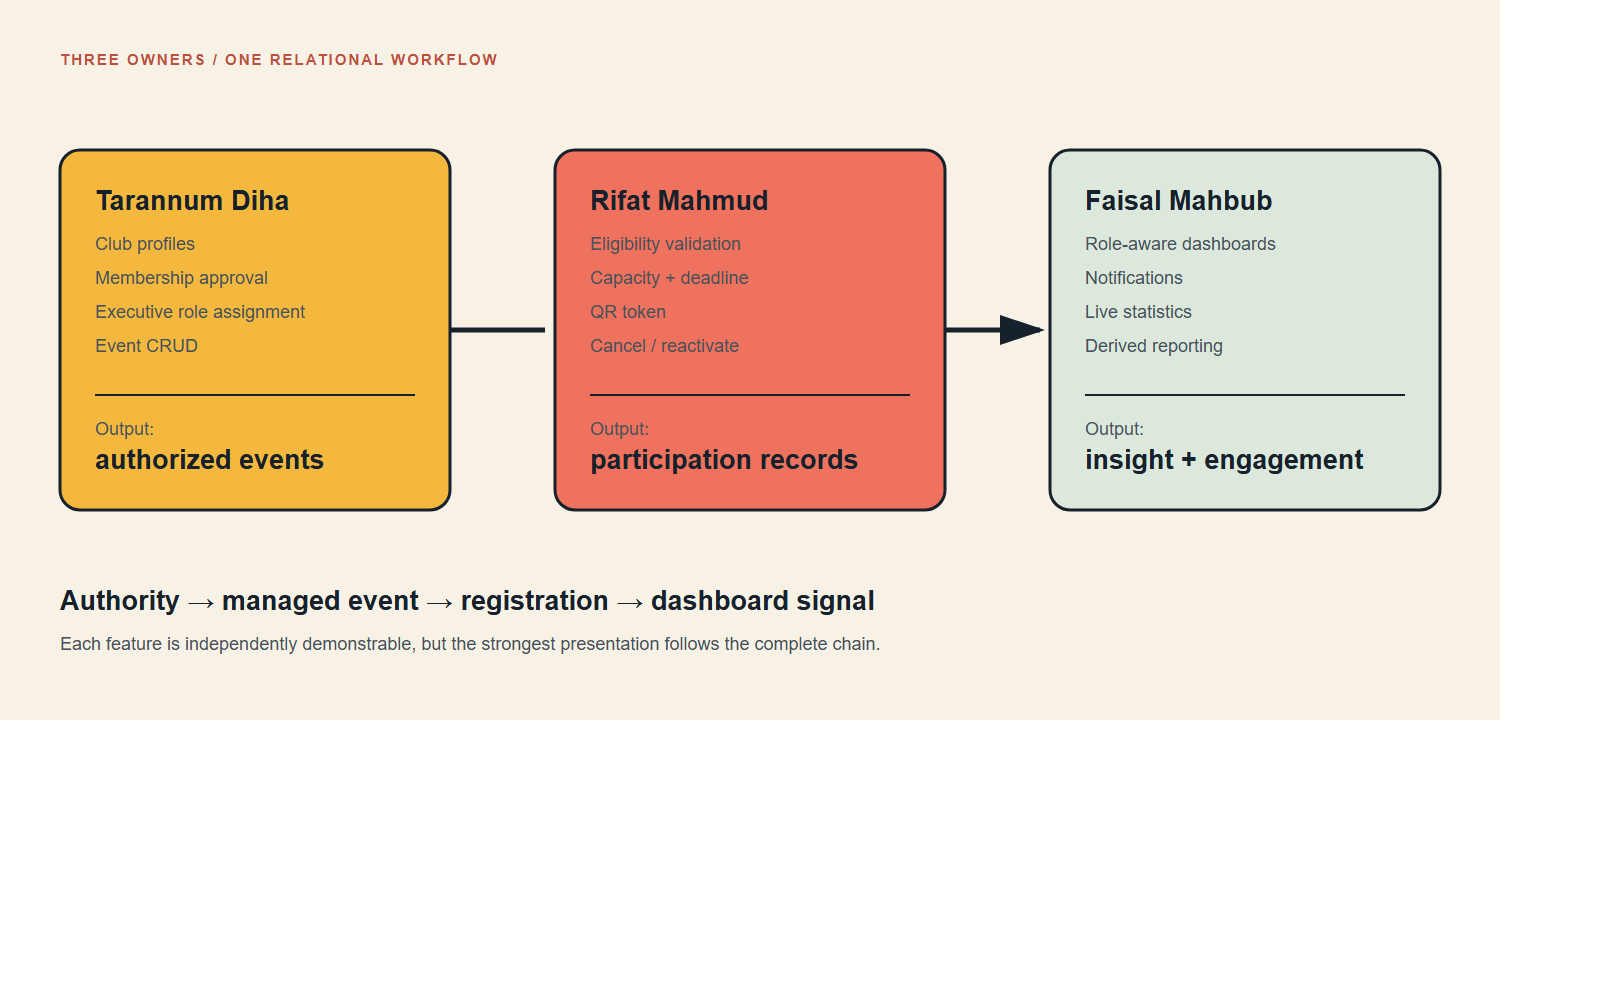 THREE OWNERS / ONE RELATIONAL WORKFLOW
Tarannum Diha
Club profiles
Membership approval
Executive role assignment
Event CRUD
Output:
authorized events
Rifat Mahmud
Eligibility validation
Capacity + deadline
QR token
Cancel / reactivate
Output:
participation records
Faisal Mahbub
Role-aware dashboards
Notifications
Live statistics
Derived reporting
Output:
insight + engagement
Authority → managed event → registration → dashboard signal
Each feature is independently demonstrable, but the strongest presentation follows the complete chain.